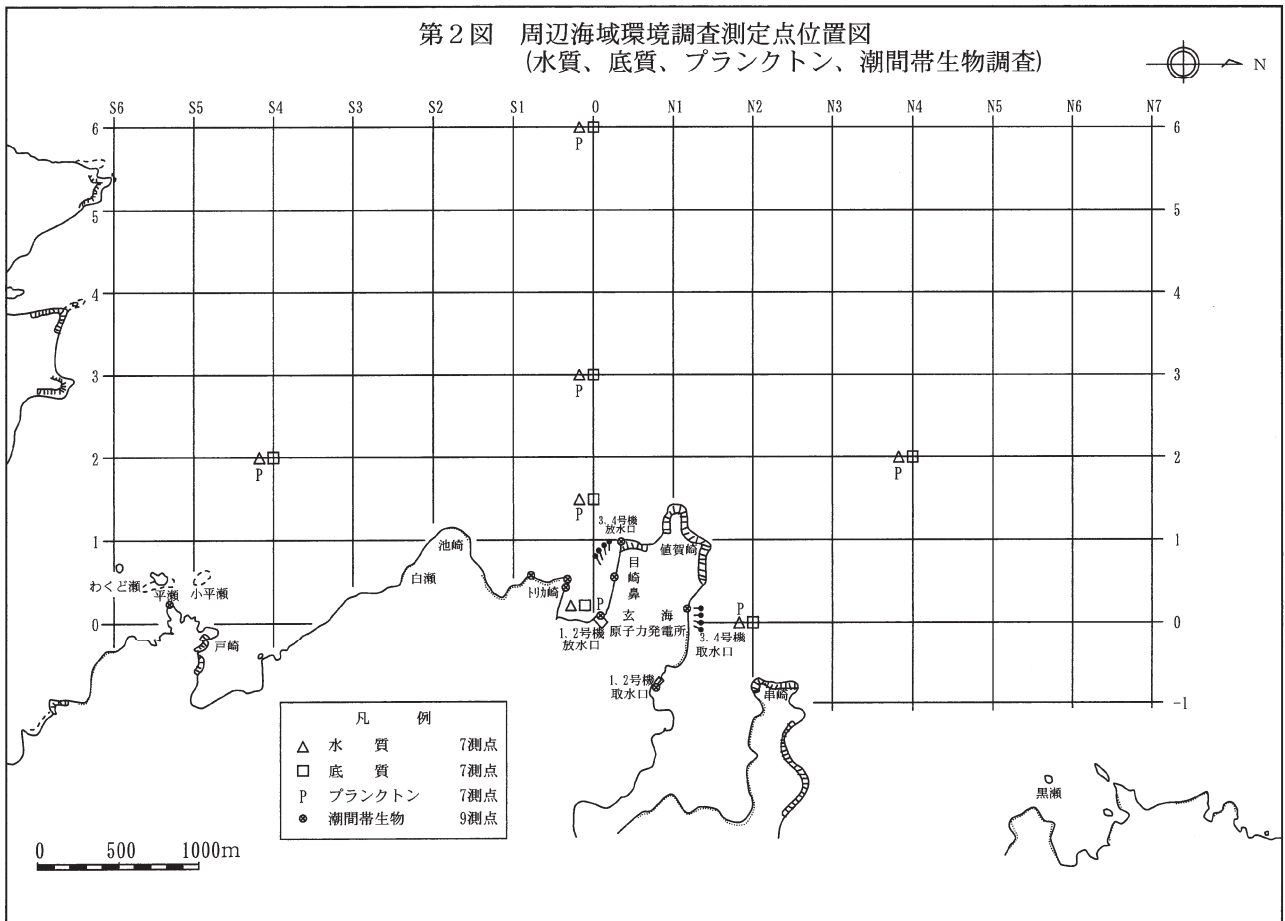 第2図　周辺海域環境調査測定点位置図
(水質、底質、プランクトン、潮間帯生物調査)
N
S6 S5 S4 S3 S2 S1 0 N1 N2 N3 N4 N5 N6 N7
6 6
P
5 5
4 4
3 3
P
2 2
P P
P
3.4号機
放水口
1 1
池崎
値賀崎
目
崎
鼻
白瀬
わくど瀬
平瀬
小平瀬
トリカ崎
P
玄海
原子力発電所
P
0 0
戸崎
1.2号機
放水口
3.4号機
取水口
1.2号機
取水口
串崎
-1
凡　例
△ 水　質 7測点
□ 底　質 7測点
P プランクトン 7測点
⊗ 潮間帯生物 9測点
黒瀬
0 500 1000m